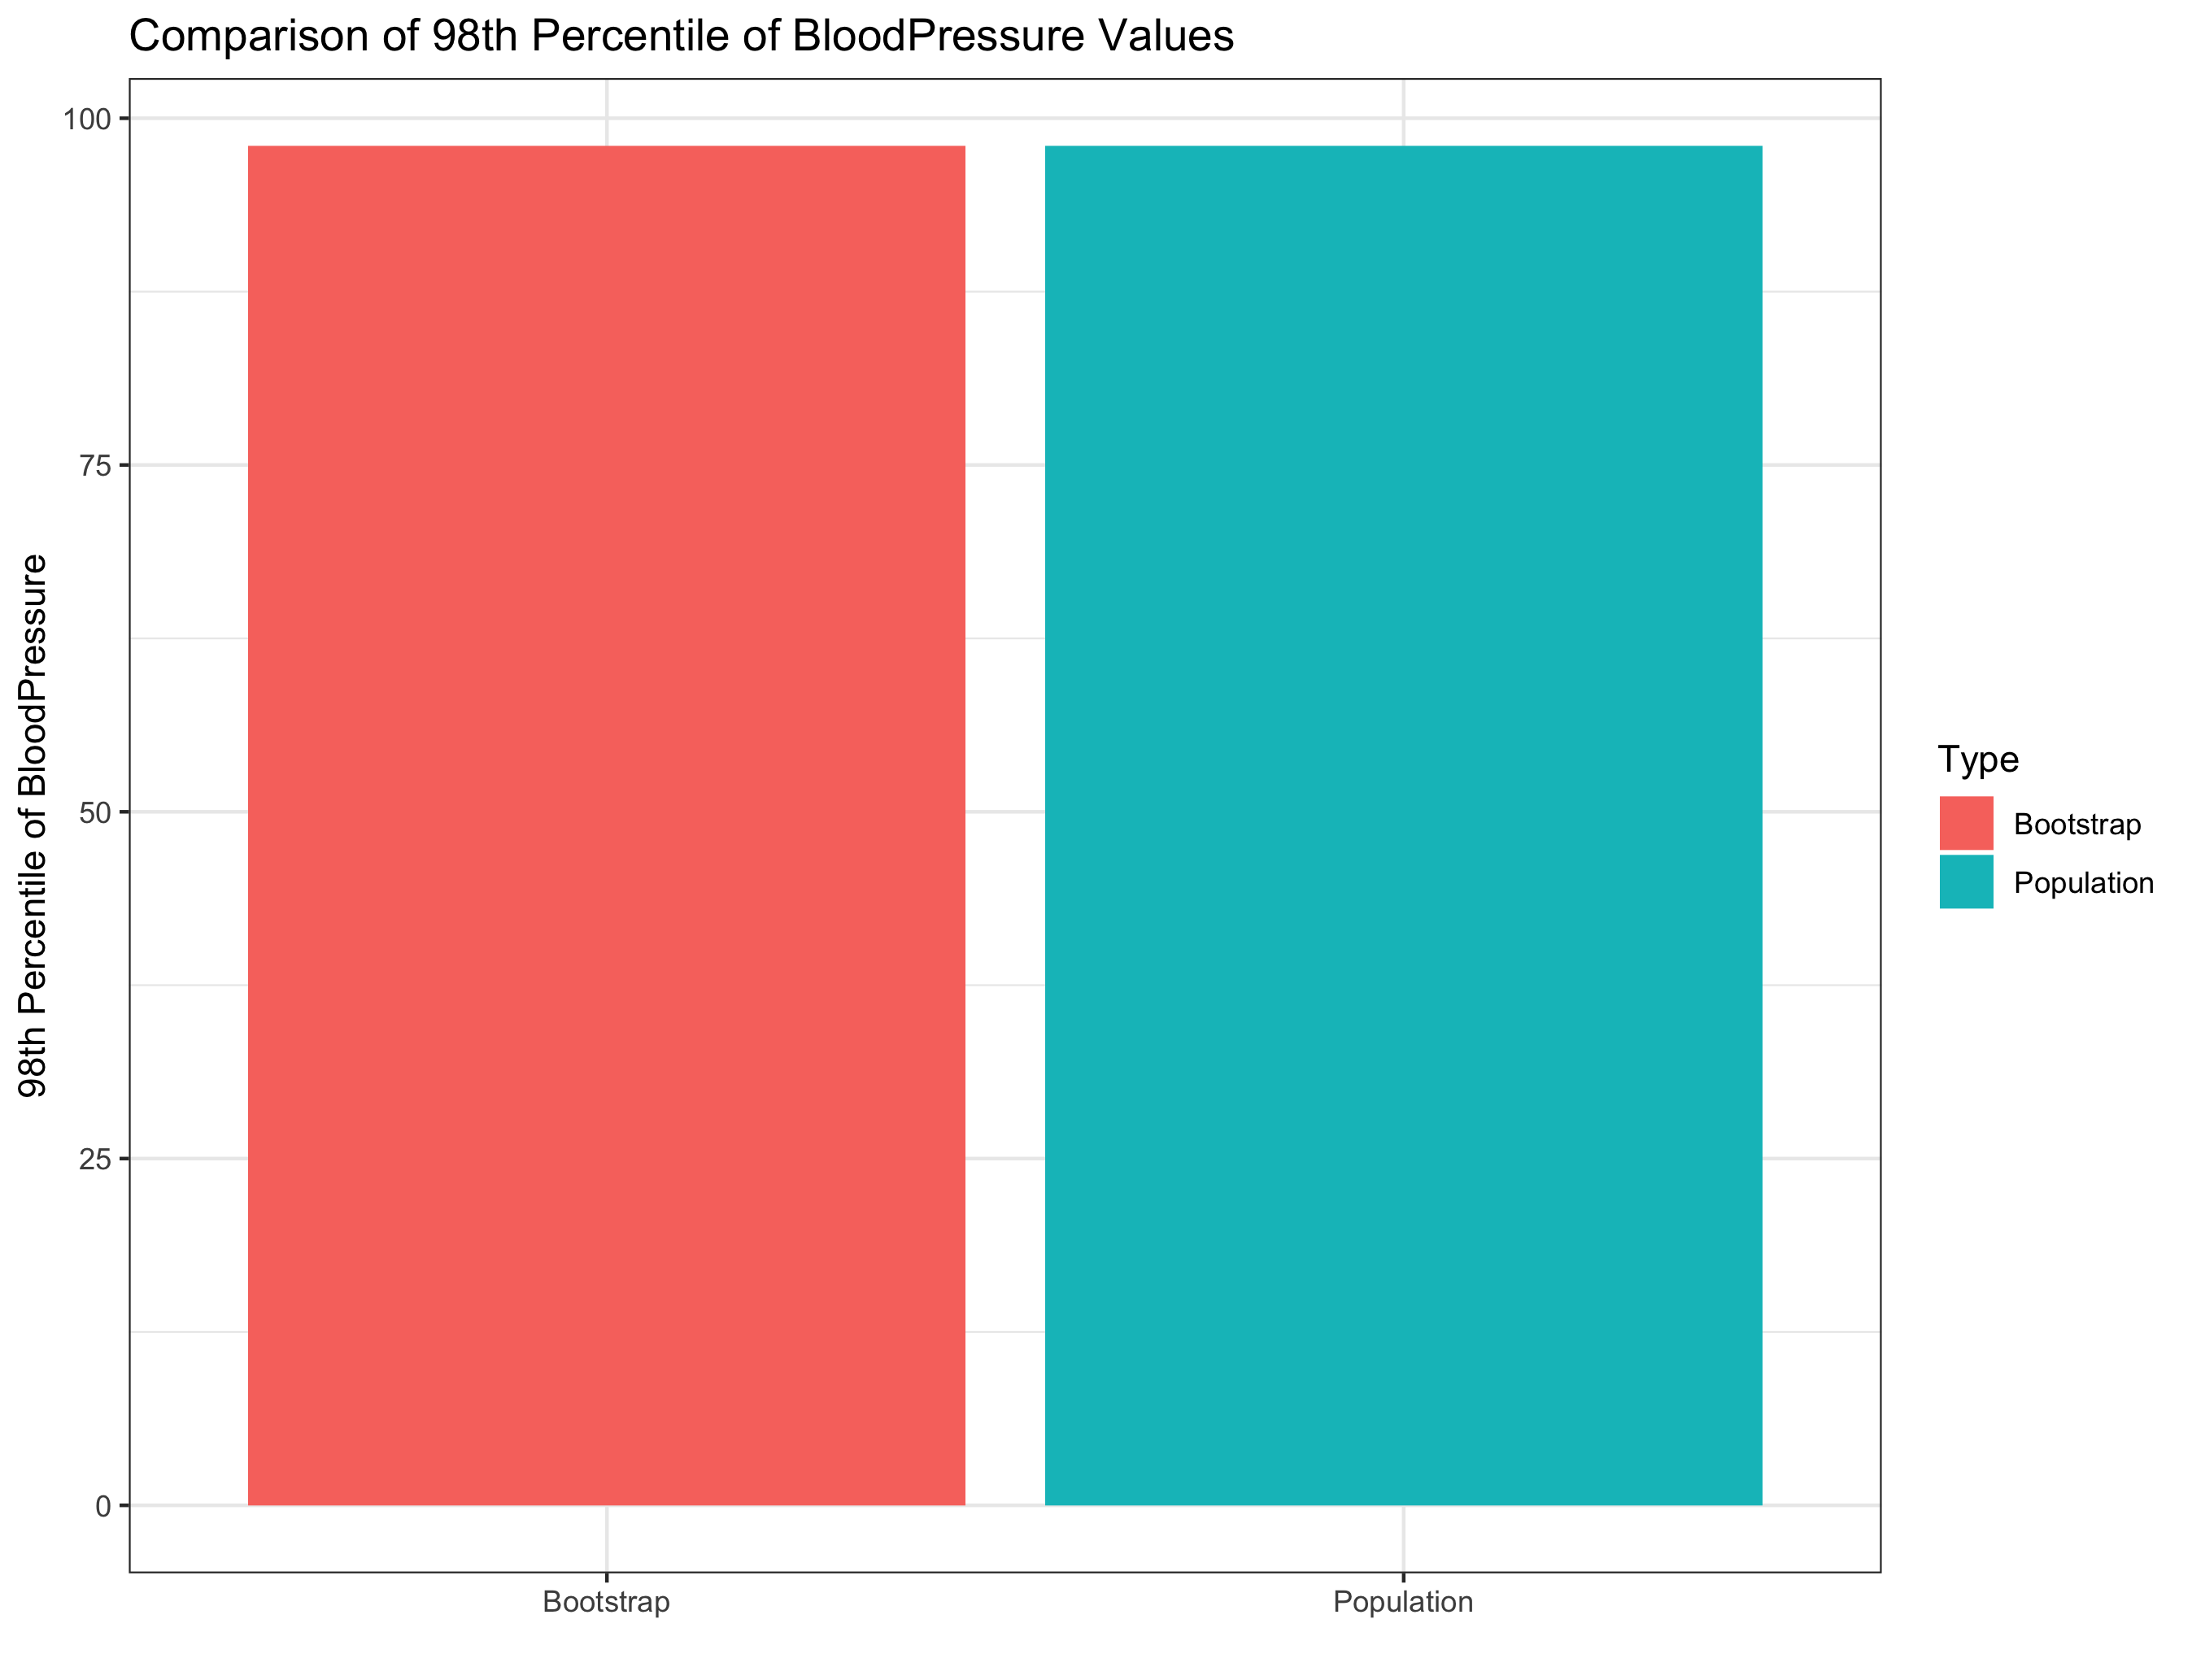 Comparison of 98th Percentile of BloodPressure Values
98th Percentile of BloodPressure
100
75
50
25
0
Bootstrap
Population
Type
Bootstrap
Population